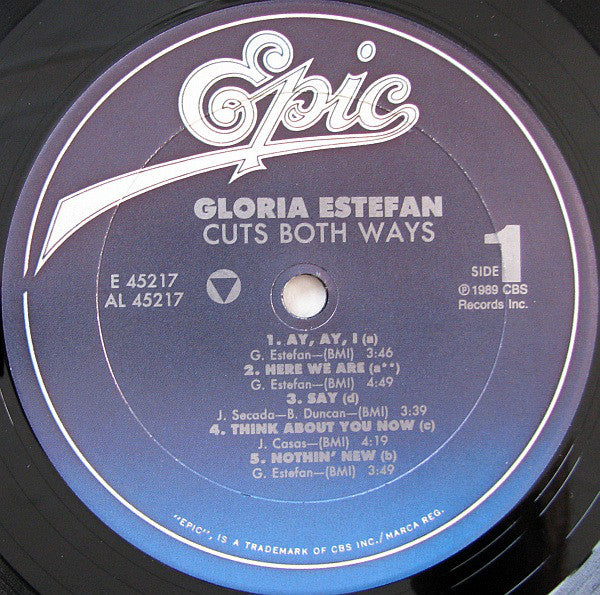 Epic
GLORIA ESTEFAN
CUTS BOTH WAYS
E 45217
AL 45217
SIDE 1
℗ 1989 CBS
Records Inc.
1. AY, AY, I (a)
G. Estefan—(BMI) 3:46
2. HERE WE ARE (a**)
G. Estefan—(BMI) 4:49
3. SAY (d)
J. Secada—B. Duncan—(BMI) 3:39
4. THINK ABOUT YOU NOW (c)
J. Casas—(BMI) 4:19
5. NOTHIN' NEW (b)
G. Estefan—(BMI) 3:49
"EPIC", IS A TRADEMARK OF CBS INC./MARCA REG.